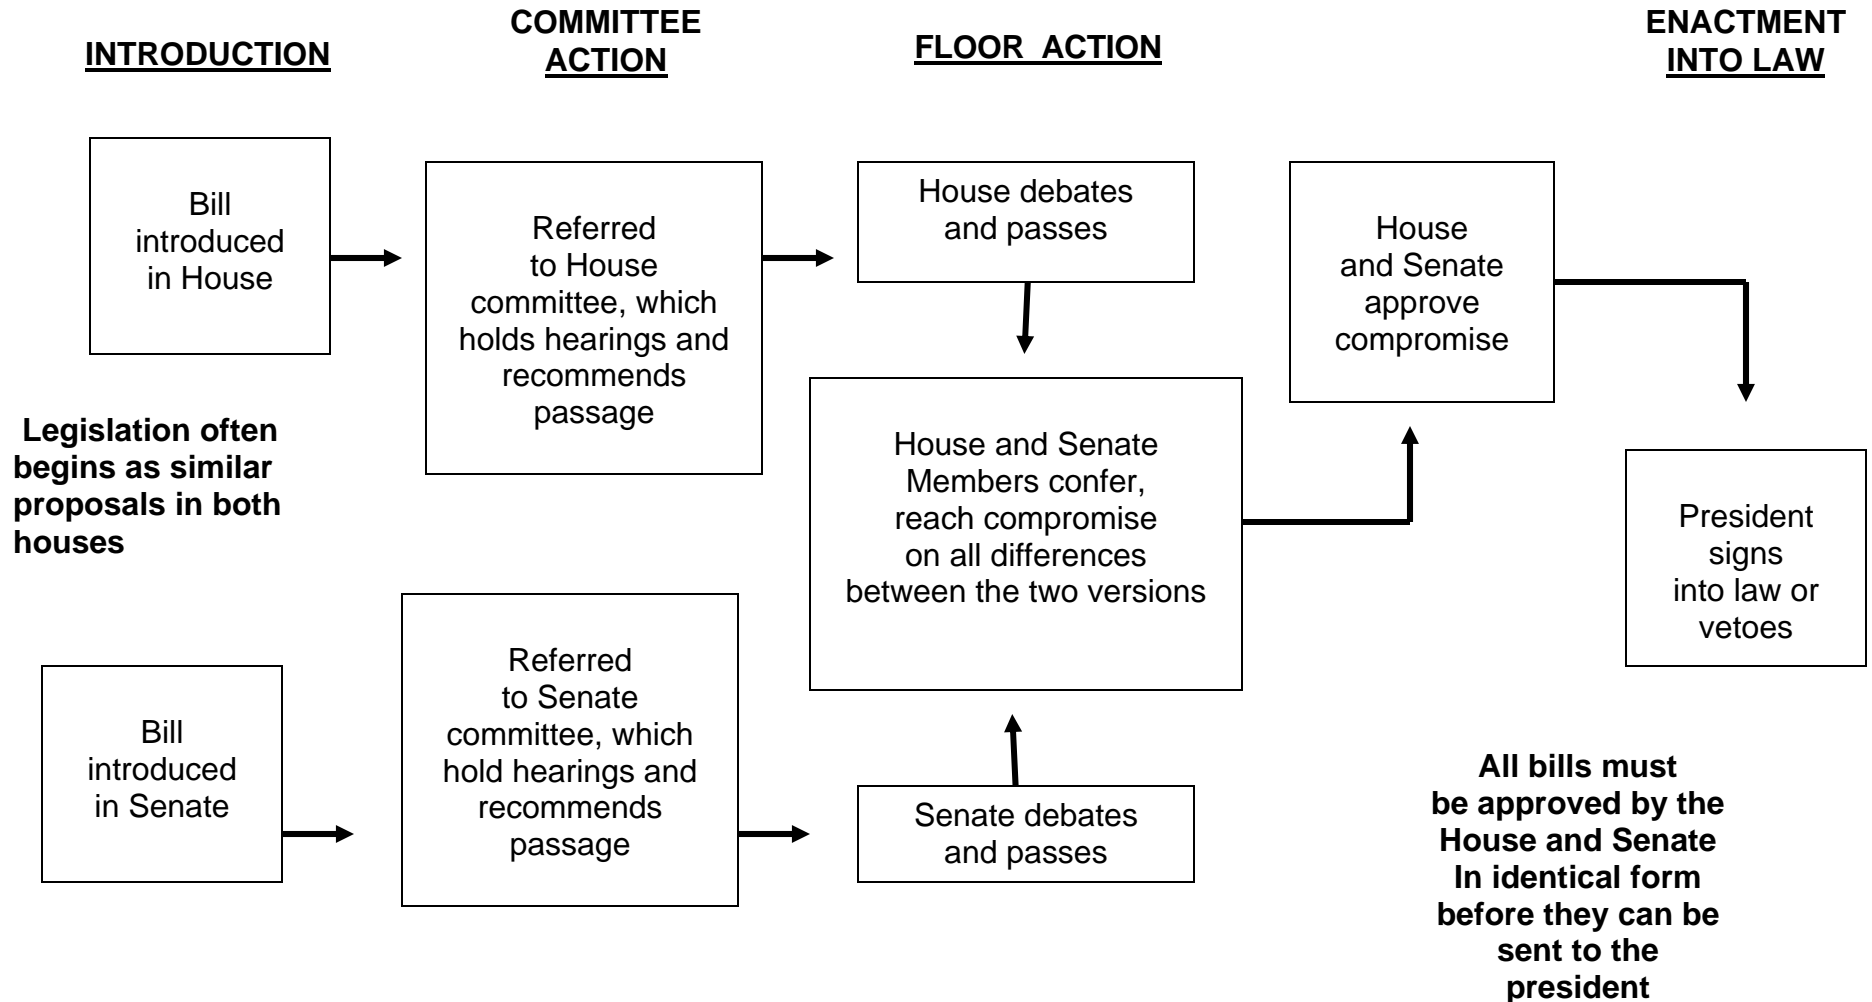 INTRODUCTION
COMMITTEE
ACTION
FLOOR ACTION
ENACTMENT
INTO LAW
Bill
introduced
in House
Referred
to House
committee, which
holds hearings and
recommends
passage
House debates
and passes
House
and Senate
approve
compromise
Legislation often
begins as similar
proposals in both
houses
House and Senate
Members confer,
reach compromise
on all differences
between the two versions
President
signs
into law or
vetoes
Bill
introduced
in Senate
Referred
to Senate
committee, which
hold hearings and
recommends
passage
Senate debates
and passes
All bills must
be approved by the
House and Senate
In identical form
before they can be
sent to the
president